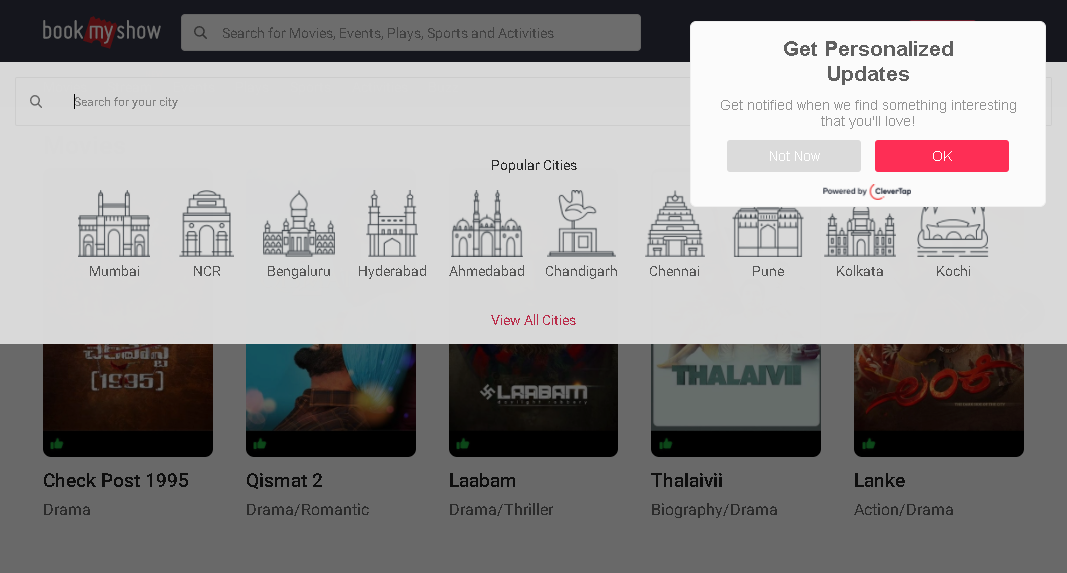 book my show
Search for Movies, Events, Plays, Sports and Activities
Get Personalized
Updates
Get notified when we find something interesting
that you'll love!
Not Now
OK
Powered by CleverTap
Search for your city
Popular Cities
Mumbai
NCR
Bengaluru
Hyderabad
Ahmedabad
Chandigarh
Chennai
Pune
Kolkata
Kochi
View All Cities
[1995]
LAABAM
THALAIVII
ಲಂಕೆ
Check Post 1995
Qismat 2
Laabam
Thalaivii
Lanke
Drama
Drama/Romantic
Drama/Thriller
Biography/Drama
Action/Drama